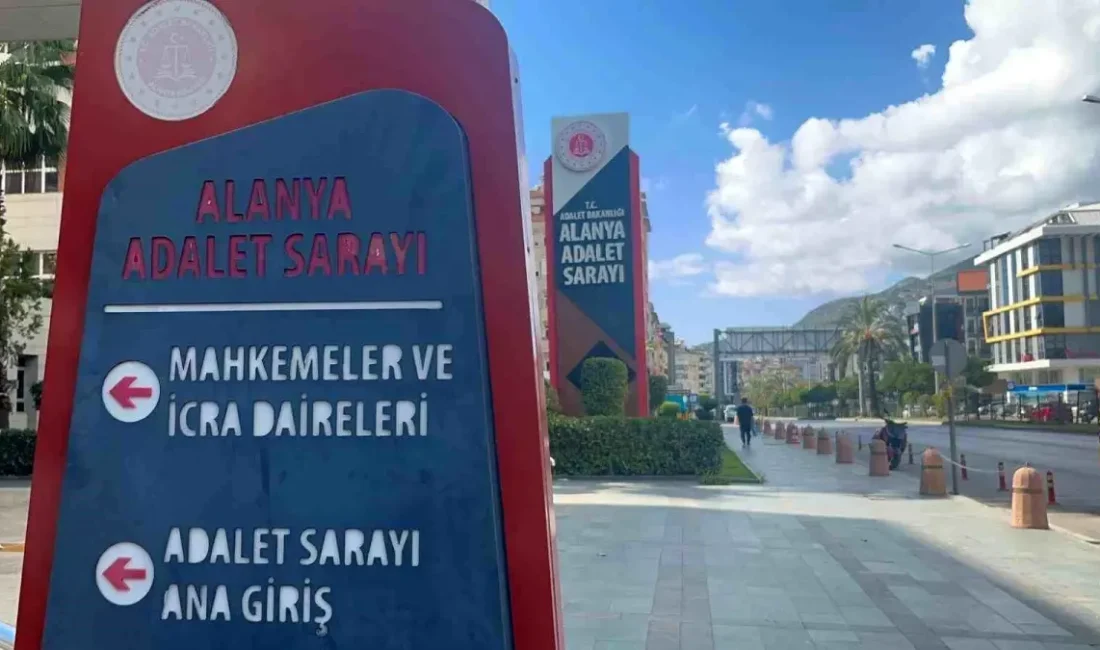 ALANYA
ADALET SARAYI
MAHKEMELER VE
İCRA DAİRELERİ
ADALET SARAYI
ANA GİRİŞ
T.C.
ADALET BAKANLIĞI
ALANYA
ADALET
SARAYI